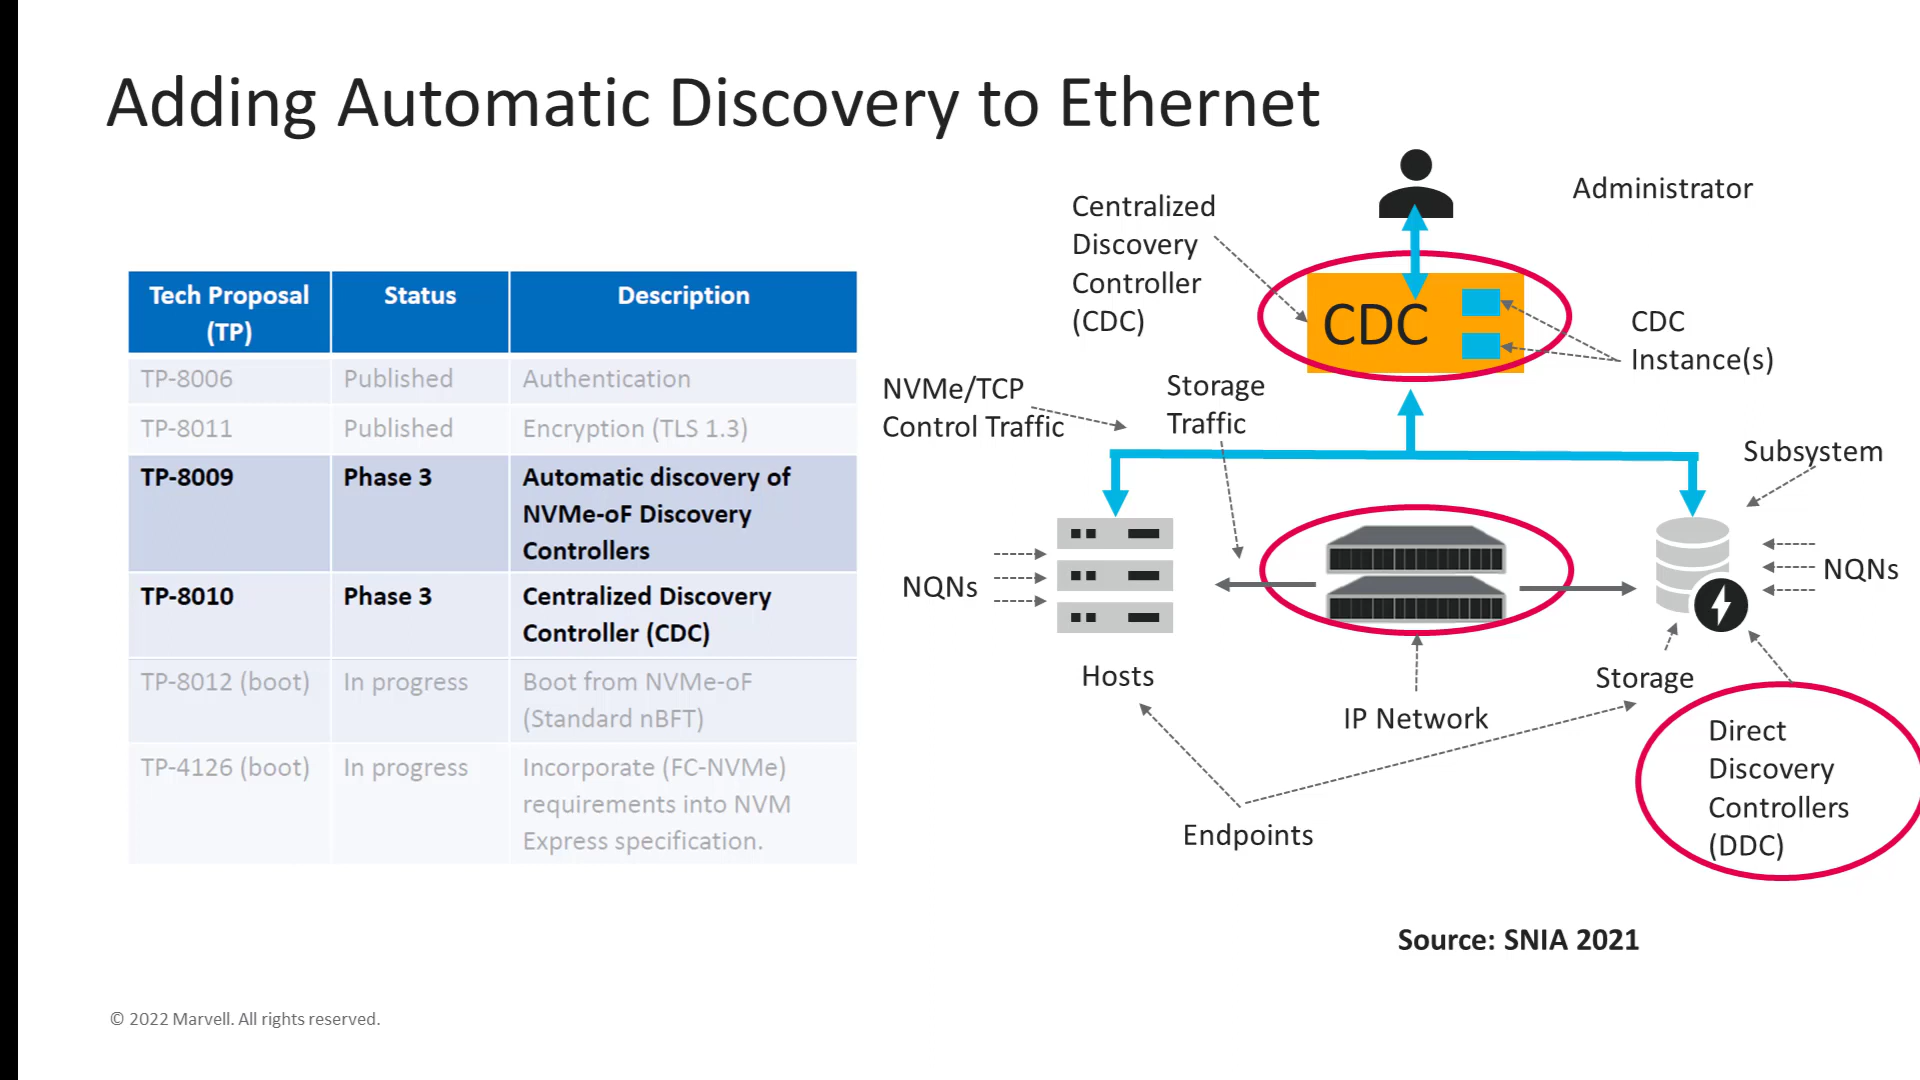 Adding Automatic Discovery to Ethernet
Tech Proposal
(TP)
Status
Description
TP-8006
Published
Authentication
TP-8011
Published
Encryption (TLS 1.3)
TP-8009
Phase 3
Automatic discovery of
NVMe-oF Discovery
Controllers
TP-8010
Phase 3
Centralized Discovery
Controller (CDC)
TP-8012 (boot)
In progress
Boot from NVMe-oF
(Standard nBFT)
TP-4126 (boot)
In progress
Incorporate (FC-NVMe)
requirements into NVM
Express specification.
Administrator
Centralized
Discovery
Controller
(CDC)
CDC
CDC
Instance(s)
NVMe/TCP
Control Traffic
Storage
Traffic
Subsystem
NQNs
NQNs
Hosts
IP Network
Storage
Direct
Discovery
Controllers
(DDC)
Endpoints
Source: SNIA 2021
© 2022 Marvell. All rights reserved.